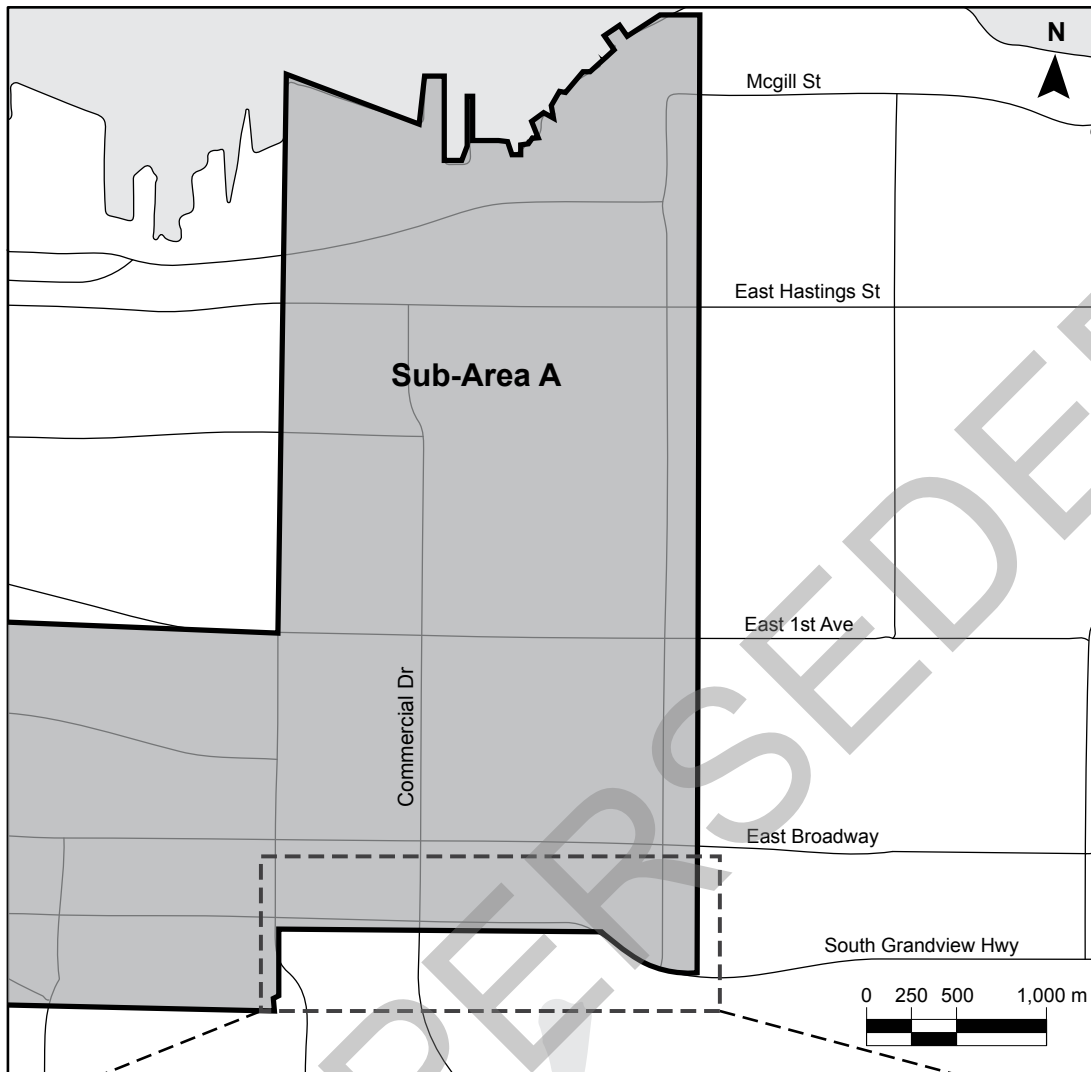 N
Mcgill St
East Hastings St
Sub-Area A
East 1st Ave
Commercial Dr
East Broadway
South Grandview Hwy
0 250 500 1,000 m
PERSEDE